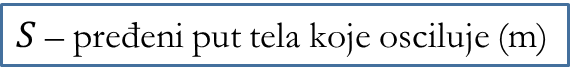 S – pređeni put tela koje osciluje (m)